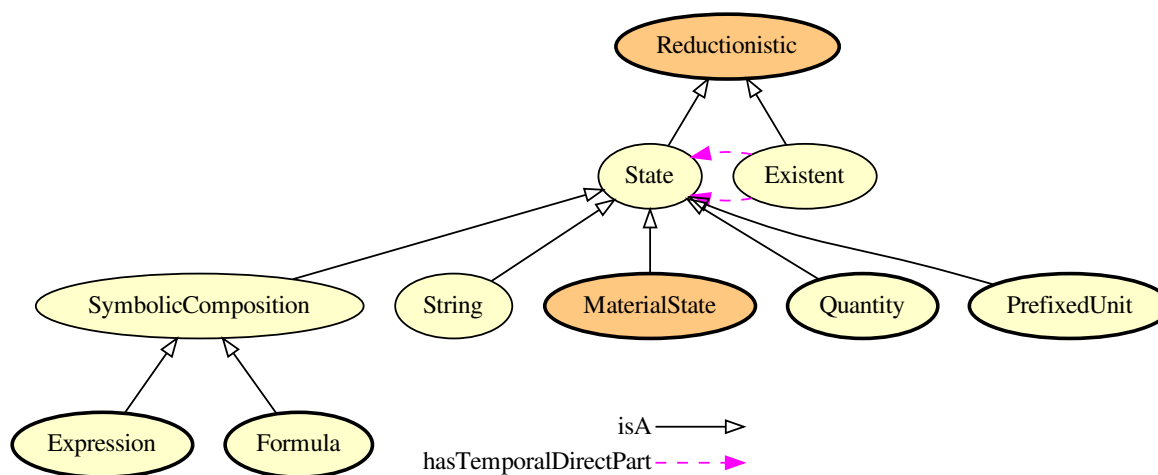 Reductionistic
State
Existent
SymbolicComposition
String
MaterialState
Quantity
PrefixedUnit
Expression
Formula
isA
hasTemporalDirectPart